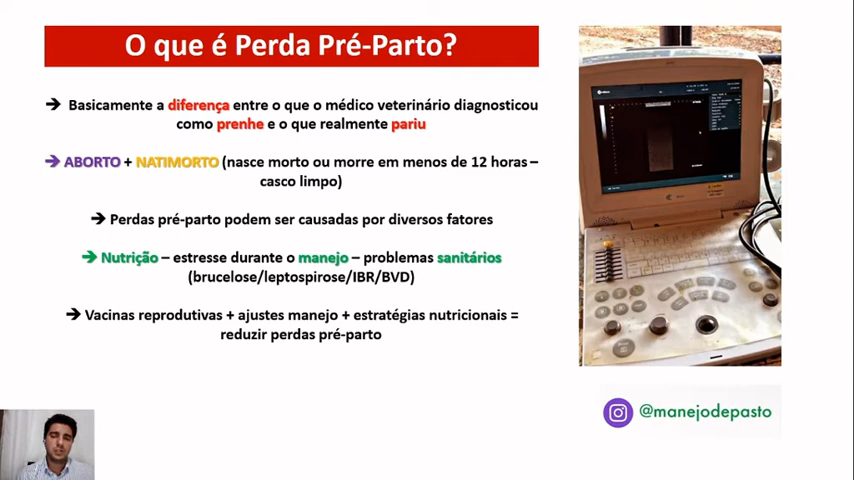 O que é Perda Pré-Parto?
➔ Basicamente a diferença entre o que o médico veterinário diagnosticou
como prenhe e o que realmente pariu
➔ ABORTO + NATIMORTO (nasce morto ou morre em menos de 12 horas –
casco limpo)
➔ Perdas pré-parto podem ser causadas por diversos fatores
➔ Nutrição – estresse durante o manejo – problemas sanitários
(brucelose/leptospirose/IBR/BVD)
➔ Vacinas reprodutivas + ajustes manejo + estratégias nutricionais =
reduzir perdas pré-parto
@manejodepasto